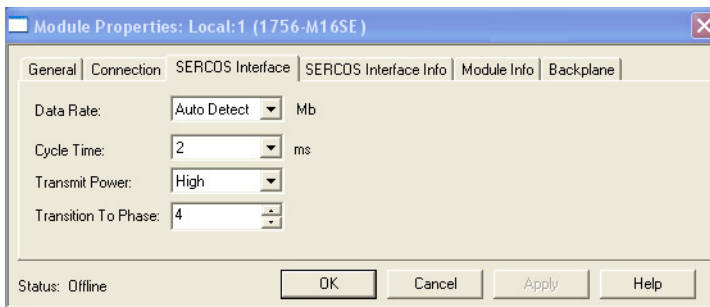 Module Properties: Local:1 (1756-M16SE)
General Connection SERCOS Interface SERCOS Interface Info Module Info Backplane
Data Rate: Auto Detect Mb
Cycle Time: 2 ms
Transmit Power: High
Transition To Phase: 4
Status: Offline OK Cancel Apply Help